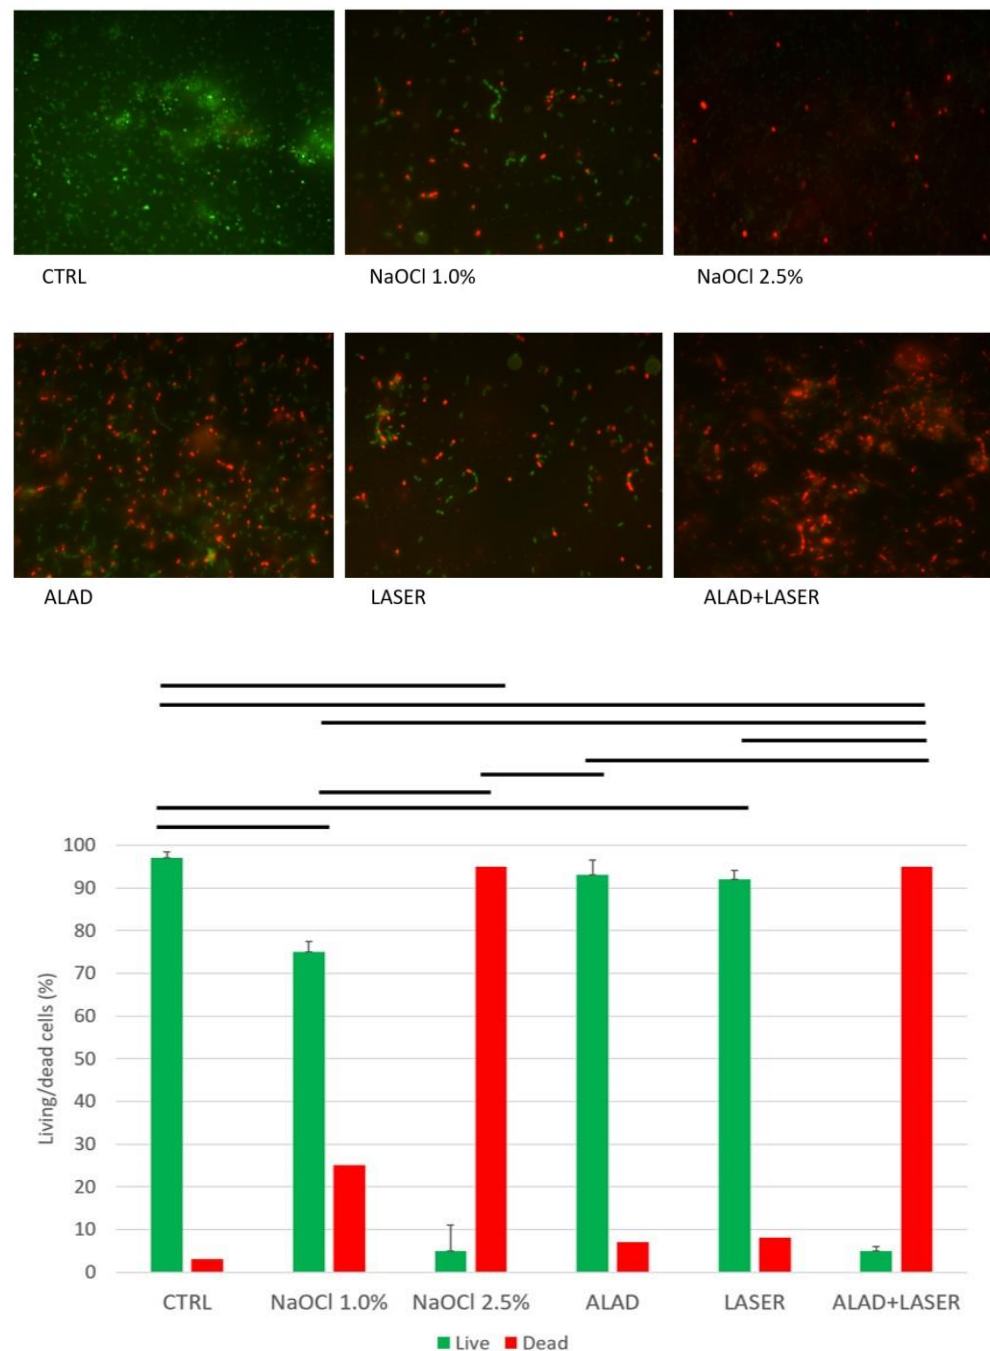 CTRL NaOCl 1.0% NaOCl 2.5%
ALAD LASER ALAD+LASER
100
90
80
70
60
50
40
30
20
10
0
Living/dead cells (%)
CTRL NaOCl 1.0% NaOCl 2.5% ALAD LASER ALAD+LASER
Live Dead